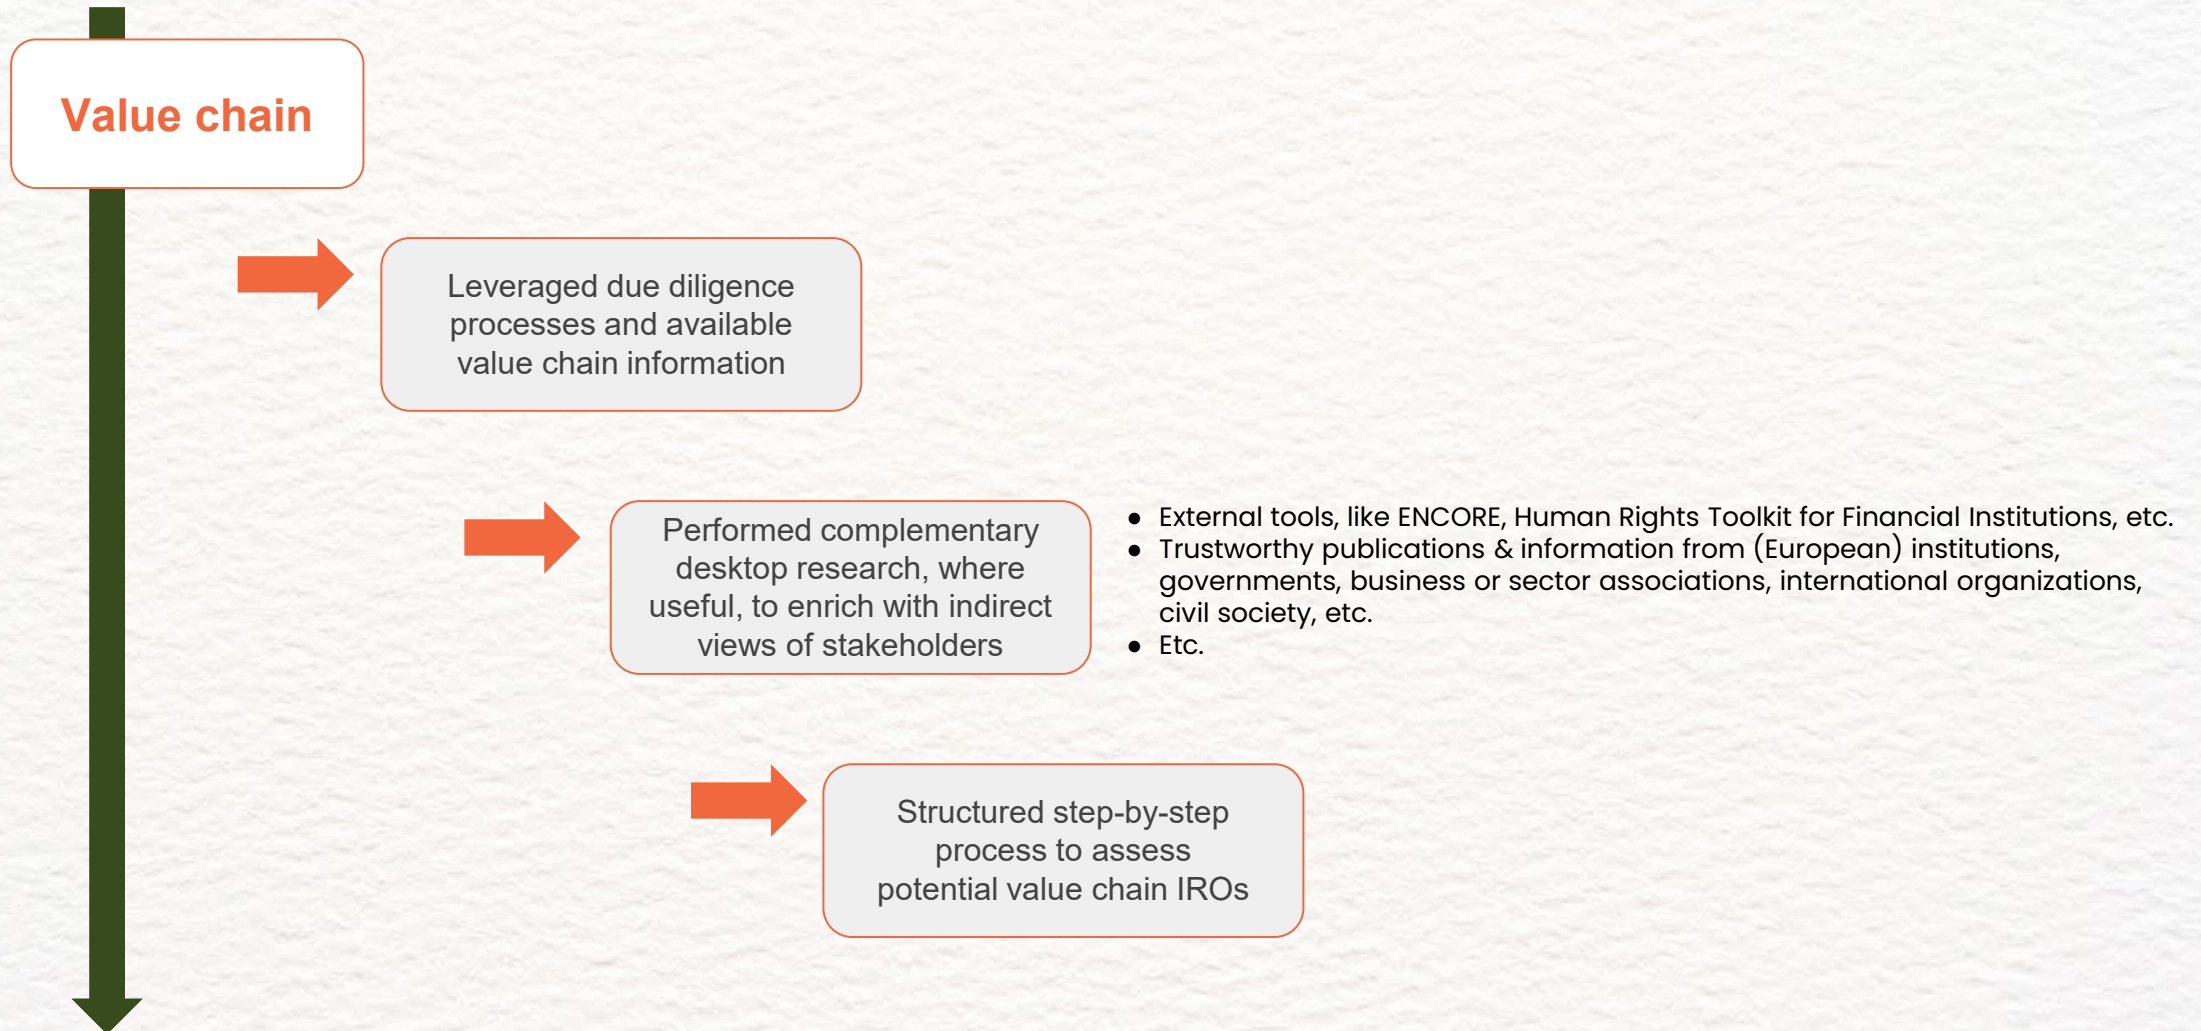 Value chain
Leveraged due diligence
processes and available
value chain information
Performed complementary
desktop research, where
useful, to enrich with indirect
views of stakeholders
● External tools, like ENCORE, Human Rights Toolkit for Financial Institutions, etc.
● Trustworthy publications & information from (European) institutions,
governments, business or sector associations, international organizations,
civil society, etc.
● Etc.
Structured step-by-step
process to assess
potential value chain IROs